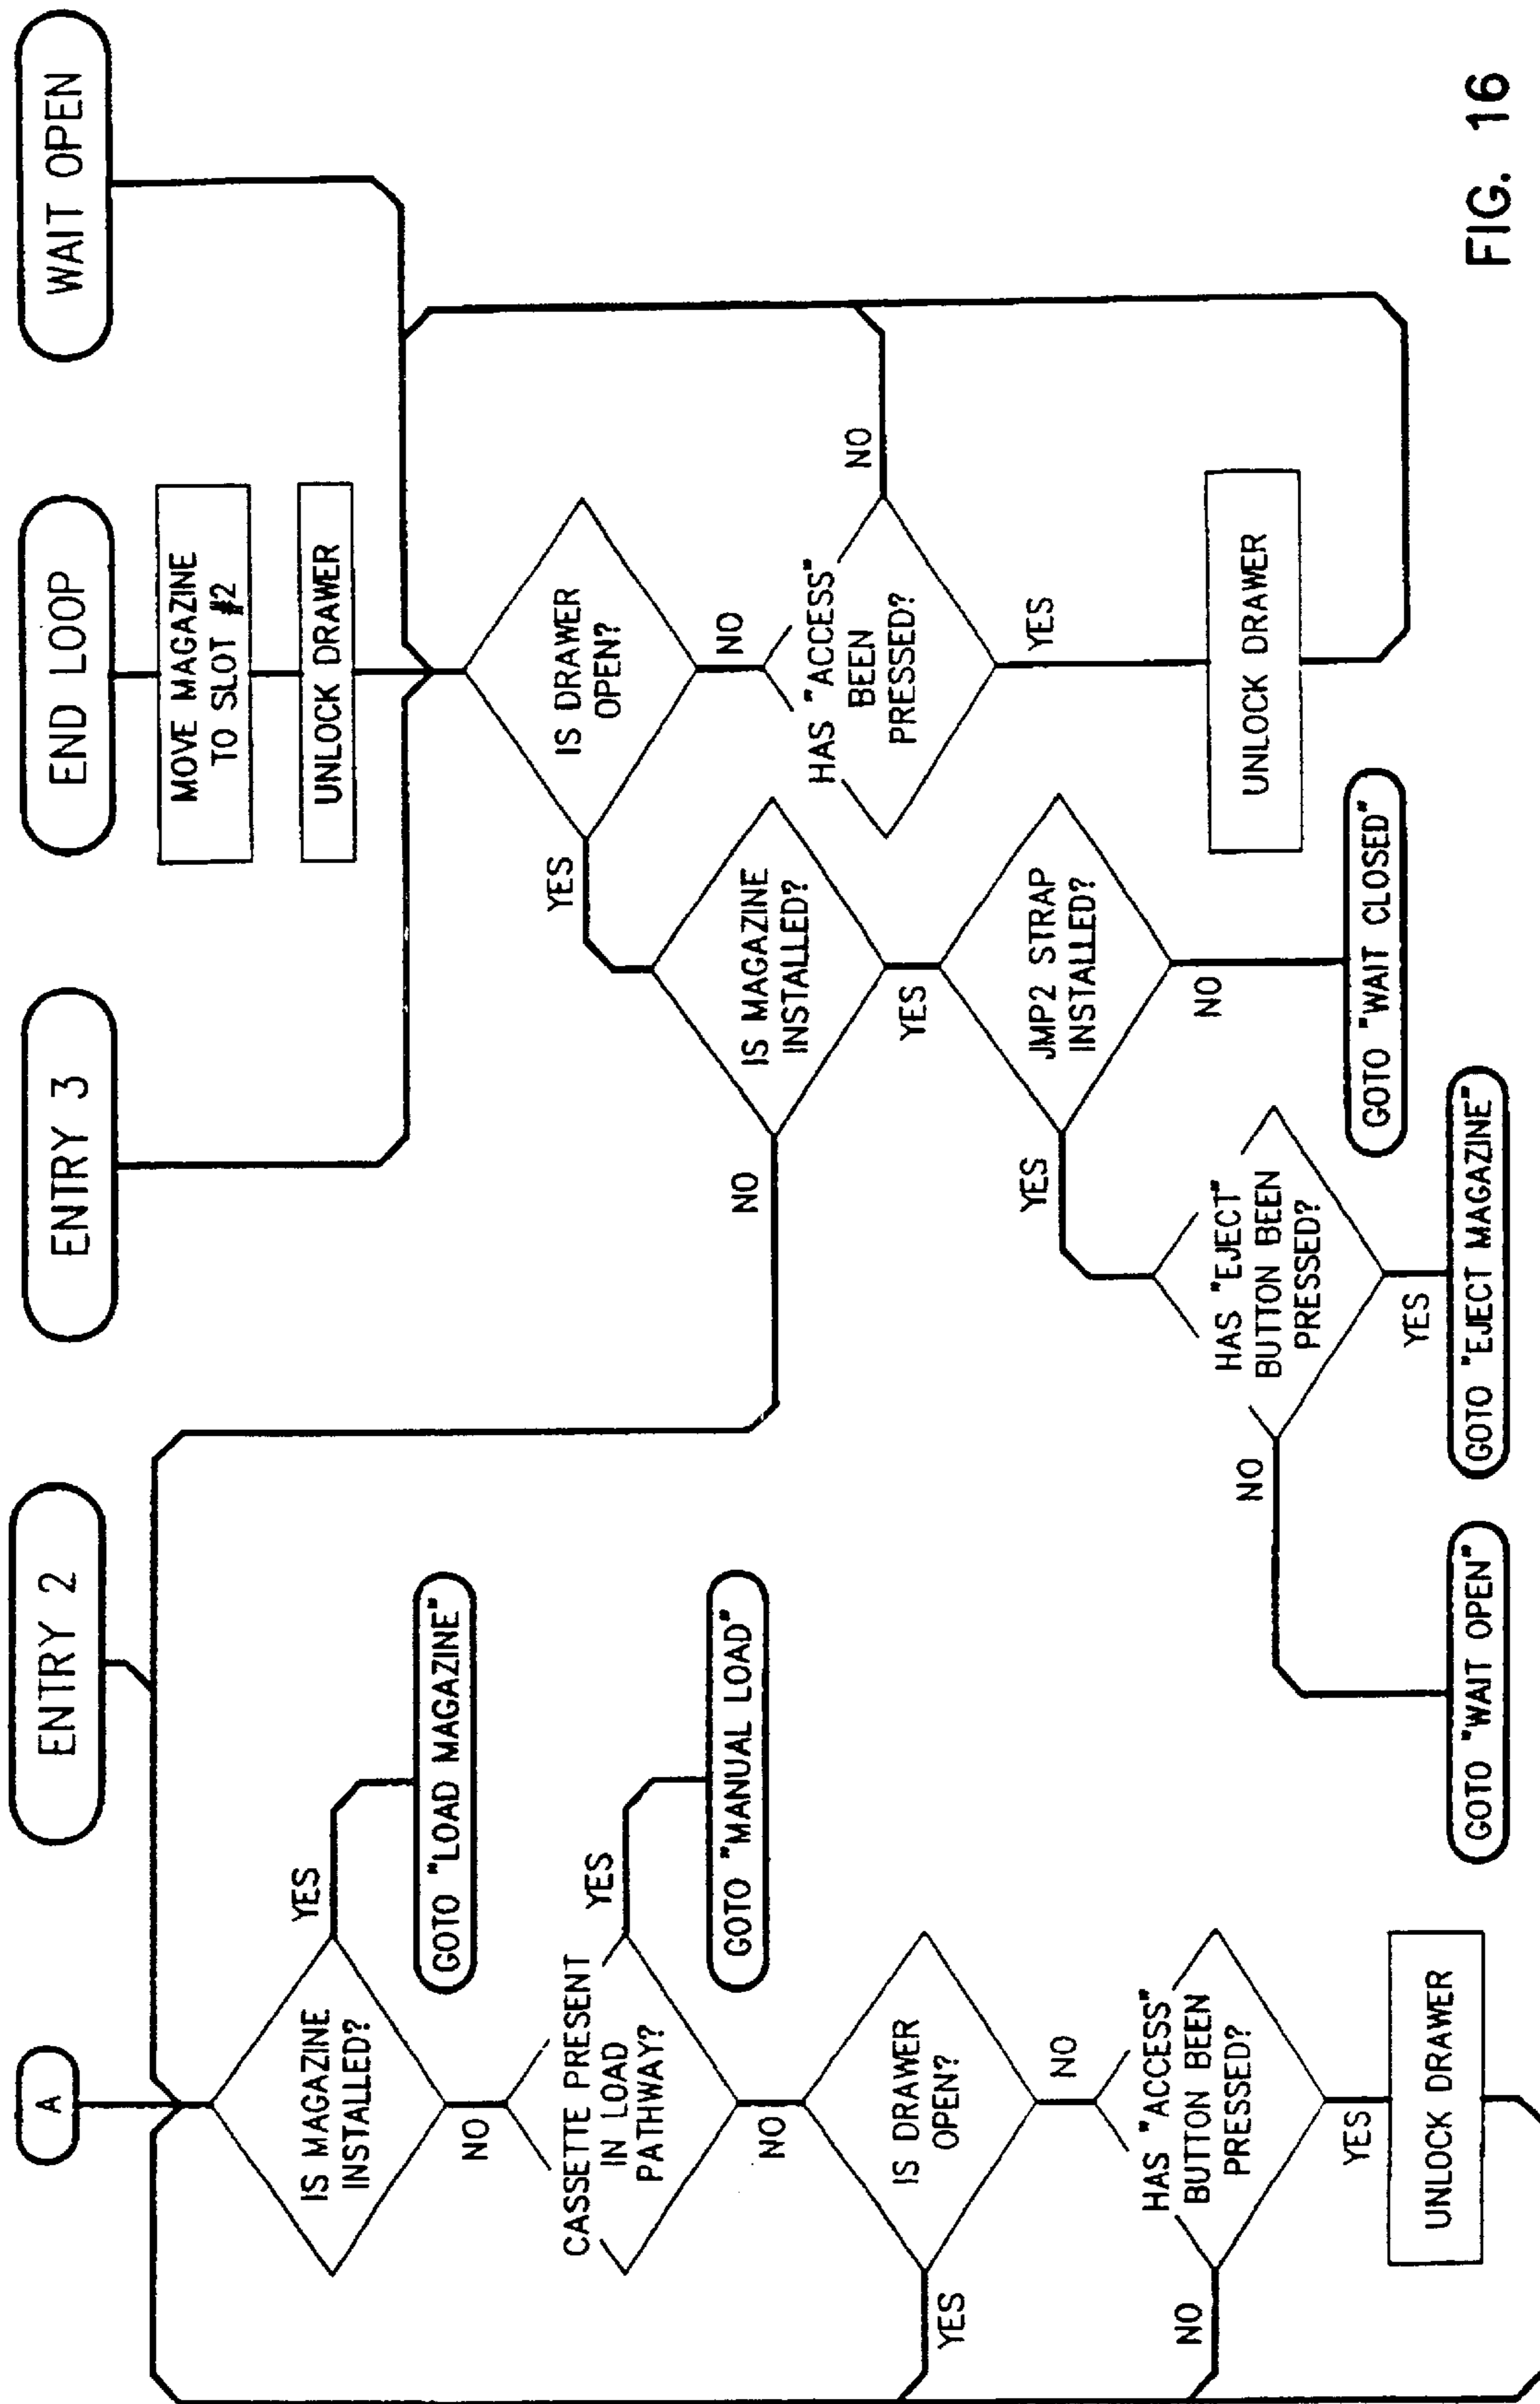 A
ENTRY 2
ENTRY 3
END LOOP
WAIT OPEN
IS MAGAZINE
INSTALLED?
YES
GOTO "LOAD MAGAZINE"
NO
CASSETTE PRESENT
IN LOAD
PATHWAY?
YES
GOTO "MANUAL LOAD"
NO
IS DRAWER
OPEN?
YES
NO
HAS "ACCESS"
BUTTON BEEN
PRESSED?
NO
YES
UNLOCK DRAWER
MOVE MAGAZINE
TO SLOT #2
UNLOCK DRAWER
IS DRAWER
OPEN?
YES
NO
HAS "ACCESS"
BEEN
PRESSED?
NO
YES
UNLOCK DRAWER
IS MAGAZINE
INSTALLED?
NO
YES
JMP2 STRAP
INSTALLED?
YES
NO
GOTO "WAIT CLOSED"
HAS "EJECT"
BUTTON BEEN
PRESSED?
NO
YES
GOTO "WAIT OPEN"
GOTO "EJECT MAGAZINE"
FIG. 16